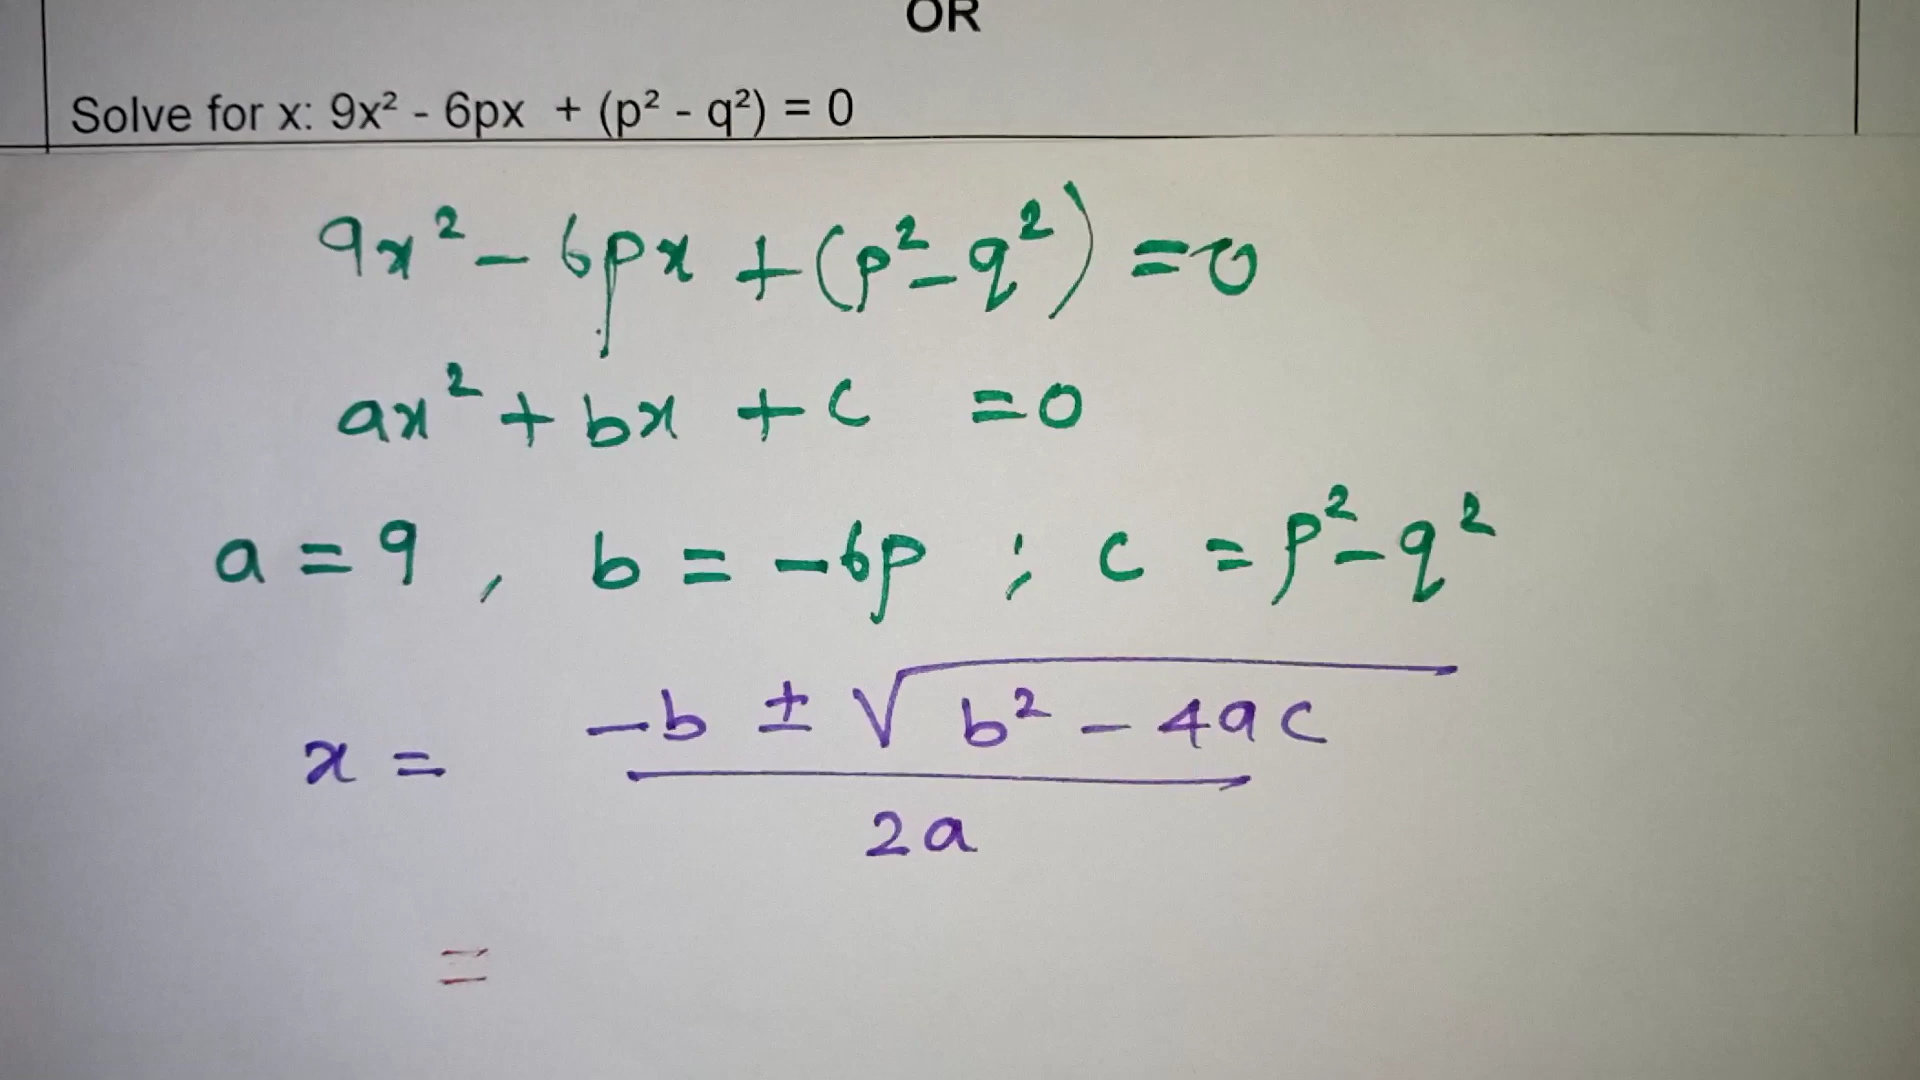 OR
Solve for x: 9x² - 6px + (p² - q²) = 0
9x² - 6px + (p² - q²) = 0
ax² + bx + c = 0
a = 9 , b = -6p ; c = p² - q²
x = -b ± √b² - 4ac
2a
=